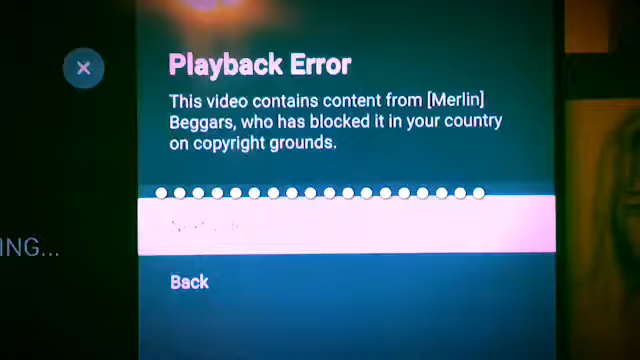 Playback Error
This video contains content from [Merlin]
Beggars, who has blocked it in your country
on copyright grounds.
ING...
Back